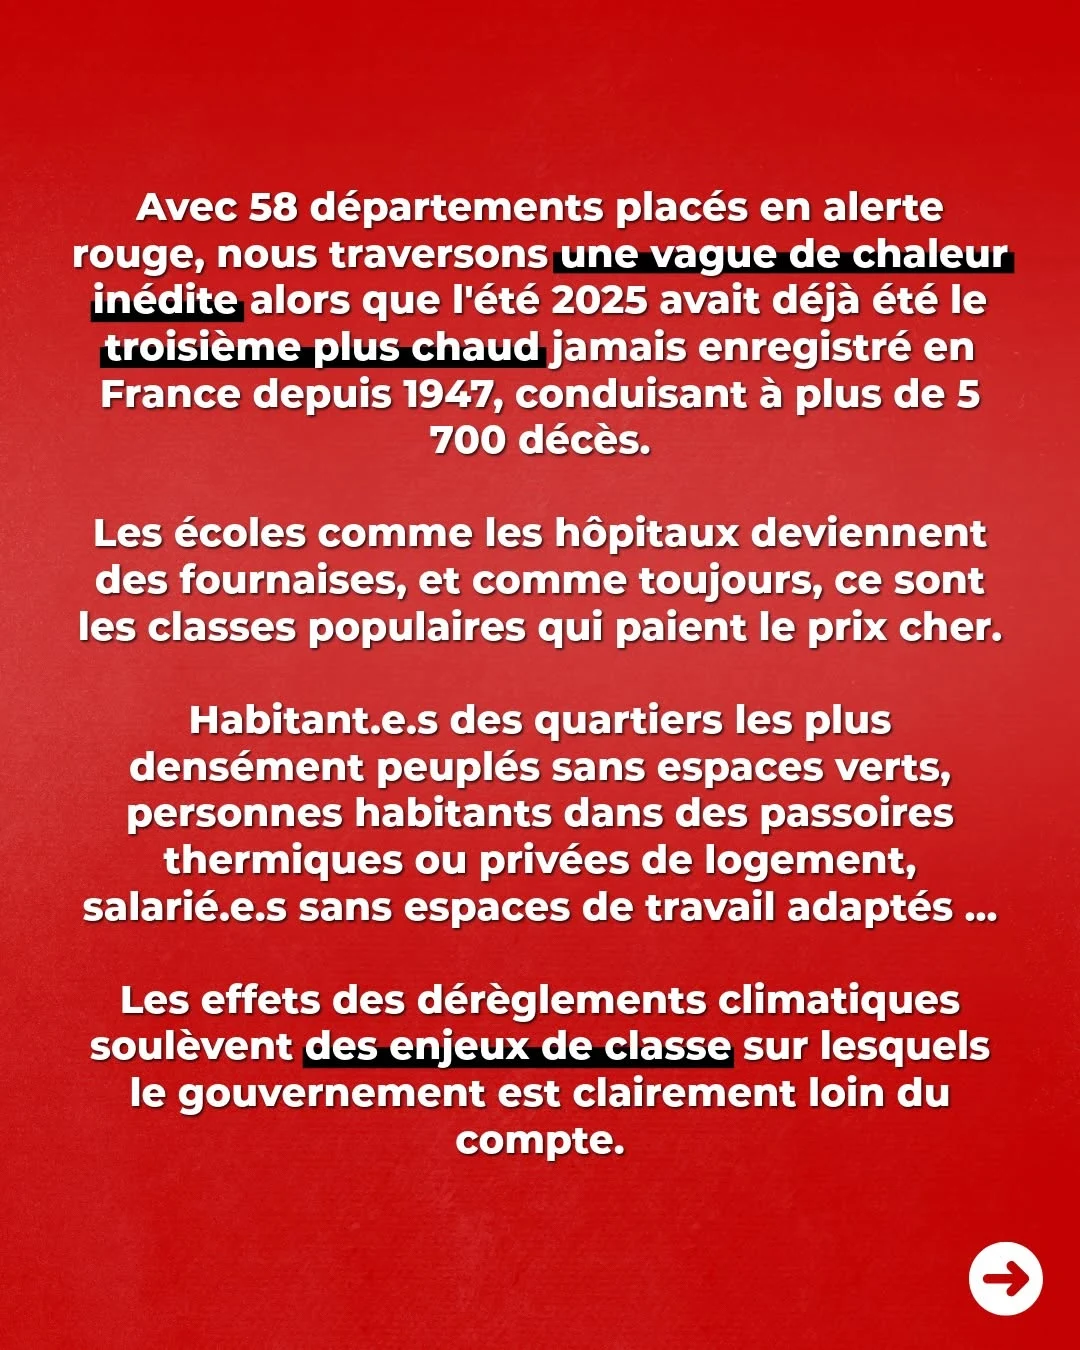 Avec 58 départements placés en alerte
rouge, nous traversons une vague de chaleur
inédite alors que l'été 2025 avait déjà été le
troisième plus chaud jamais enregistré en
France depuis 1947, conduisant à plus de 5
700 décès.
Les écoles comme les hôpitaux deviennent
des fournaises, et comme toujours, ce sont
les classes populaires qui paient le prix cher.
Habitant.e.s des quartiers les plus
densément peuplés sans espaces verts,
personnes habitants dans des passoires
thermiques ou privées de logement,
salarié.e.s sans espaces de travail adaptés ...
Les effets des dérèglements climatiques
soulèvent des enjeux de classe sur lesquels
le gouvernement est clairement loin du
compte.